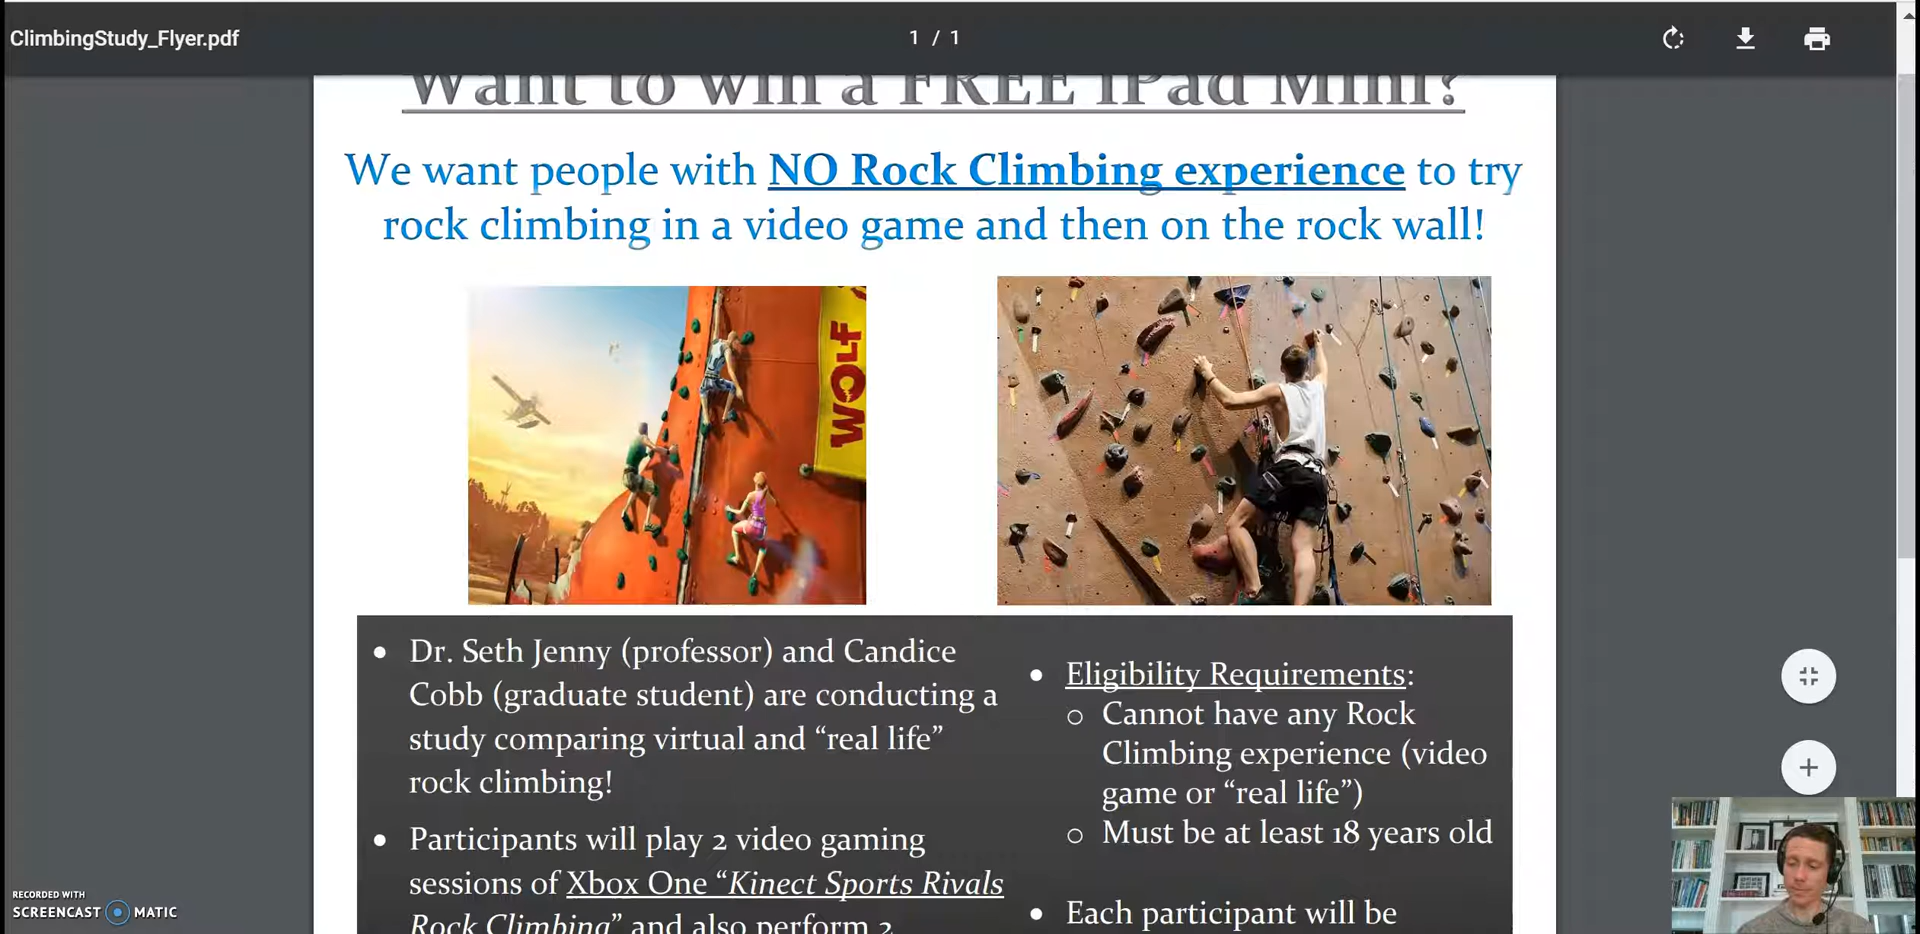 ClimbingStudy_Flyer.pdf
1 / 1
Want to win a FREE iPad Mini?
We want people with NO Rock Climbing experience to try
rock climbing in a video game and then on the rock wall!
WOLF
• Dr. Seth Jenny (professor) and Candice
Cobb (graduate student) are conducting a
study comparing virtual and “real life”
rock climbing!
• Participants will play 2 video gaming
sessions of Xbox One “Kinect Sports Rivals
Rock Climbing” and also perform 2
• Eligibility Requirements:
o Cannot have any Rock
Climbing experience (video
game or “real life”)
o Must be at least 18 years old
• Each participant will be
RECORDED WITH
SCREENCAST MATIC